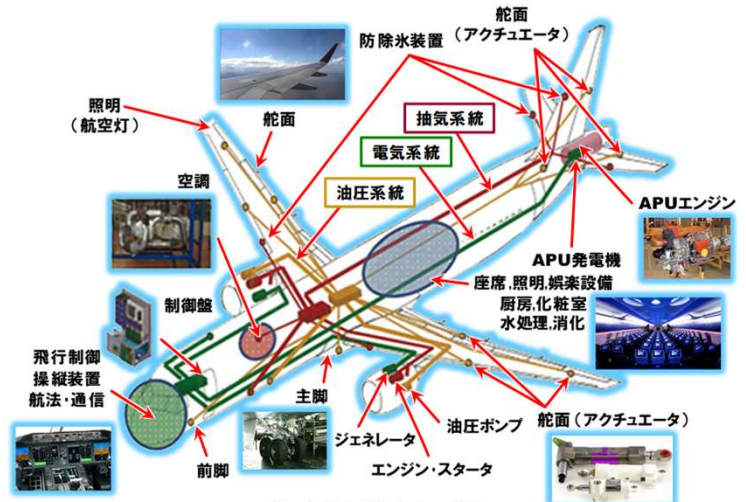 舵面
(アクチュエータ)
防除氷装置
照明
(航空灯)
舵面
抽気系統
電気系統
油圧系統
空調
APUエンジン
APU発電機
座席,照明,娯楽設備
厨房,化粧室
水処理,消化
制御盤
飛行制御
操縦装置
航法・通信
主脚
前脚
ジェネレータ
油圧ポンプ
エンジン・スタータ
舵面(アクチュエータ)